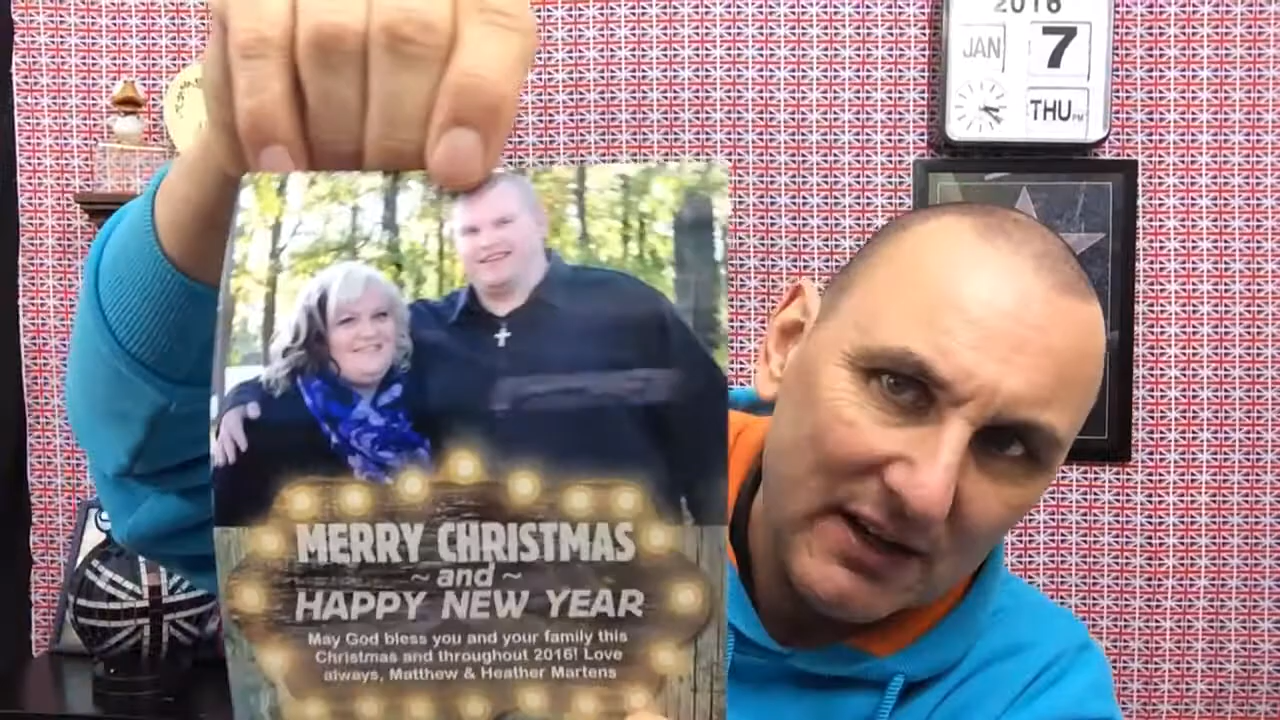 2016
JAN 7
THU PM
MERRY CHRISTMAS
~ and ~
HAPPY NEW YEAR
May God bless you and your family this
Christmas and throughout 2016! Love
always, Matthew & Heather Martens